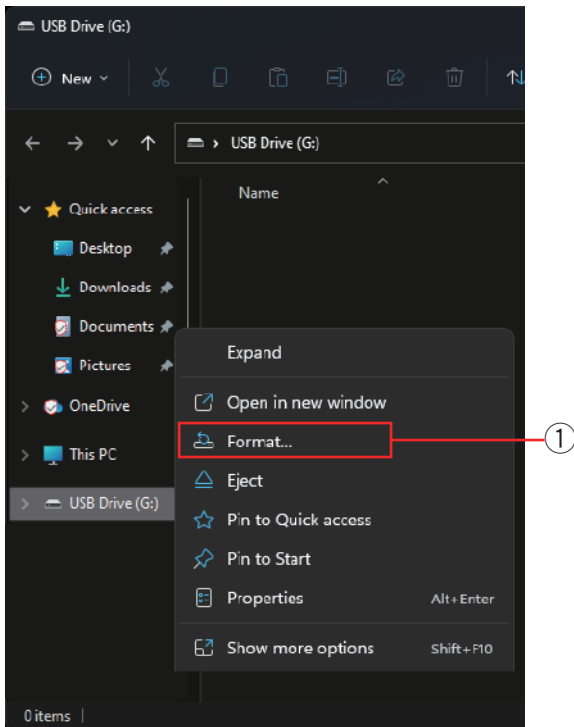 USB Drive (G:)
New
USB Drive (G:)
Name
Quick access
Desktop
Downloads
Documents
Pictures
OneDrive
This PC
USB Drive (G:)
Expand
Open in new window
Format...
①
Eject
Pin to Quick access
Pin to Start
Properties Alt+Enter
Show more options Shift+F10
0 items